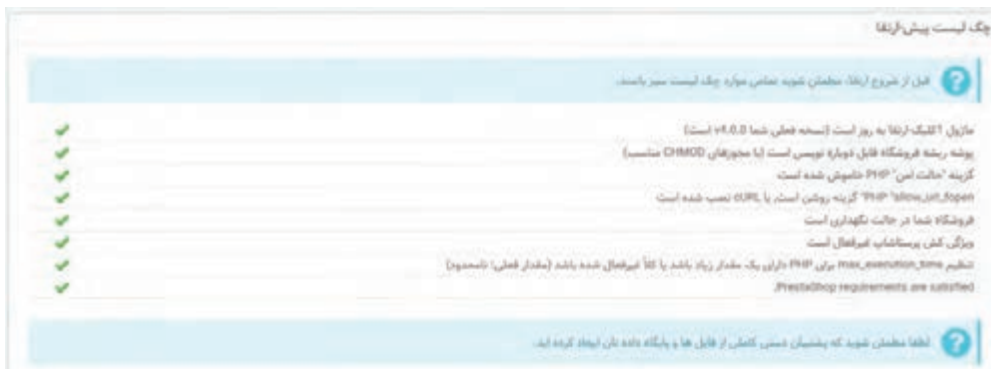 چک لیست پیش-ارتقا
قبل از شروع ارتقا، مطمئن شوید تمامی موارد چک لیست سبز باشند.
ماژول 1کلیک-ارتقا به روز است (نسخه فعلی شما v4.0.0 است)
پوشه ریشه فروشگاه قابل دوباره نویسی است (با مجوزهای CHMOD مناسب)
گزینه "حالت امن" PHP خاموش شده است
PHP "allow_url_fopen" گزینه روشن است، یا cURL نصب شده است
فروشگاه شما در حالت نگهداری است
ویژگی کش پرستاشاپ غیرفعال است
تنظیم max_execution_time برای PHP دارای یک مقدار زیاد باشد یا کلاً غیرفعال شده باشد (مقدار فعلی: نامحدود)
PrestaShop requirements are satisfied.
لطفا مطمئن شوید که پشتیبان دستی کاملی از فایل ها و پایگاه داده تان ایجاد کرده اید.